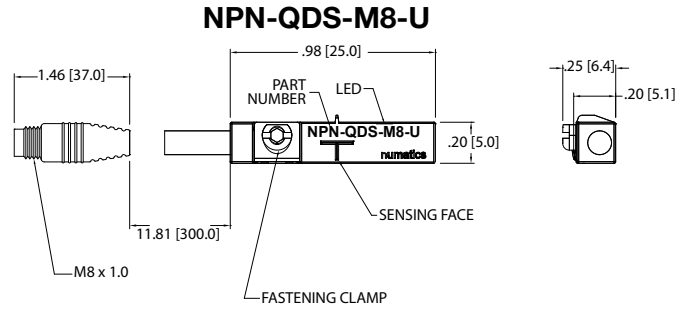 NPN-QDS-M8-U
.98 [25.0]
1.46 [37.0]
.25 [6.4]
PART
NUMBER
LED
.20 [5.1]
NPN-QDS-M8-U
.20 [5.0]
numatics
SENSING FACE
11.81 [300.0]
M8 x 1.0
FASTENING CLAMP